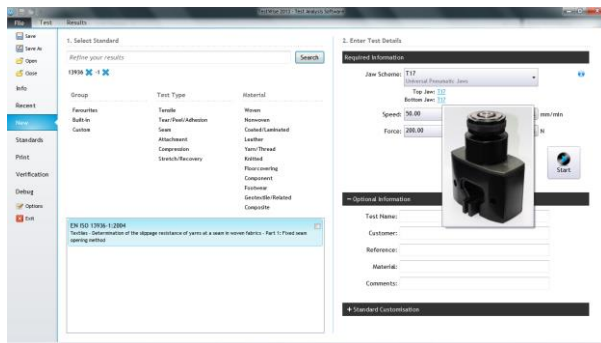 TestWise 2013 - Test Analysis Software
File Test Results
Save
Save As
Open
Close
Info
Recent
New
Standards
Print
Verification
Debug
Options
Exit
1. Select Standard
Refine your results
Search
13936 -1
Group Test Type Material
Favourites Tensile Woven
Built-in Tear/Peel/Adhesion Nonwoven
Custom Seam Coated/Laminated
Attachment Leather
Compression Yarn/Thread
Stretch/Recovery Knitted
Floorcovering
Component
Footwear
Geotextile/Related
Composite
EN ISO 13936-1:2004
Textiles - Determination of the slippage resistance of yarns at a seam in woven fabrics - Part 1: Fixed seam
opening method
2. Enter Test Details
Required Information
Jaw Scheme: T17
Universal Pneumatic Jaws
Top Jaw: T17
Bottom Jaw: T17
Speed: 50.00 mm/min
Force: 200.00 N
Start
− Optional Information
Test Name:
Customer:
Reference:
Material:
Comments:
+ Standard Customisation